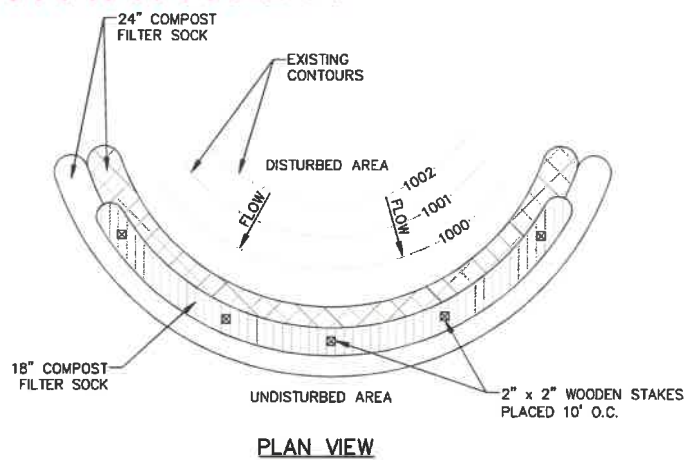 24" COMPOST
FILTER SOCK
EXISTING
CONTOURS
DISTURBED AREA
FLOW
FLOW
1002
1001
1000
18" COMPOST
FILTER SOCK
UNDISTURBED AREA
2" x 2" WOODEN STAKES
PLACED 10' O.C.
PLAN VIEW